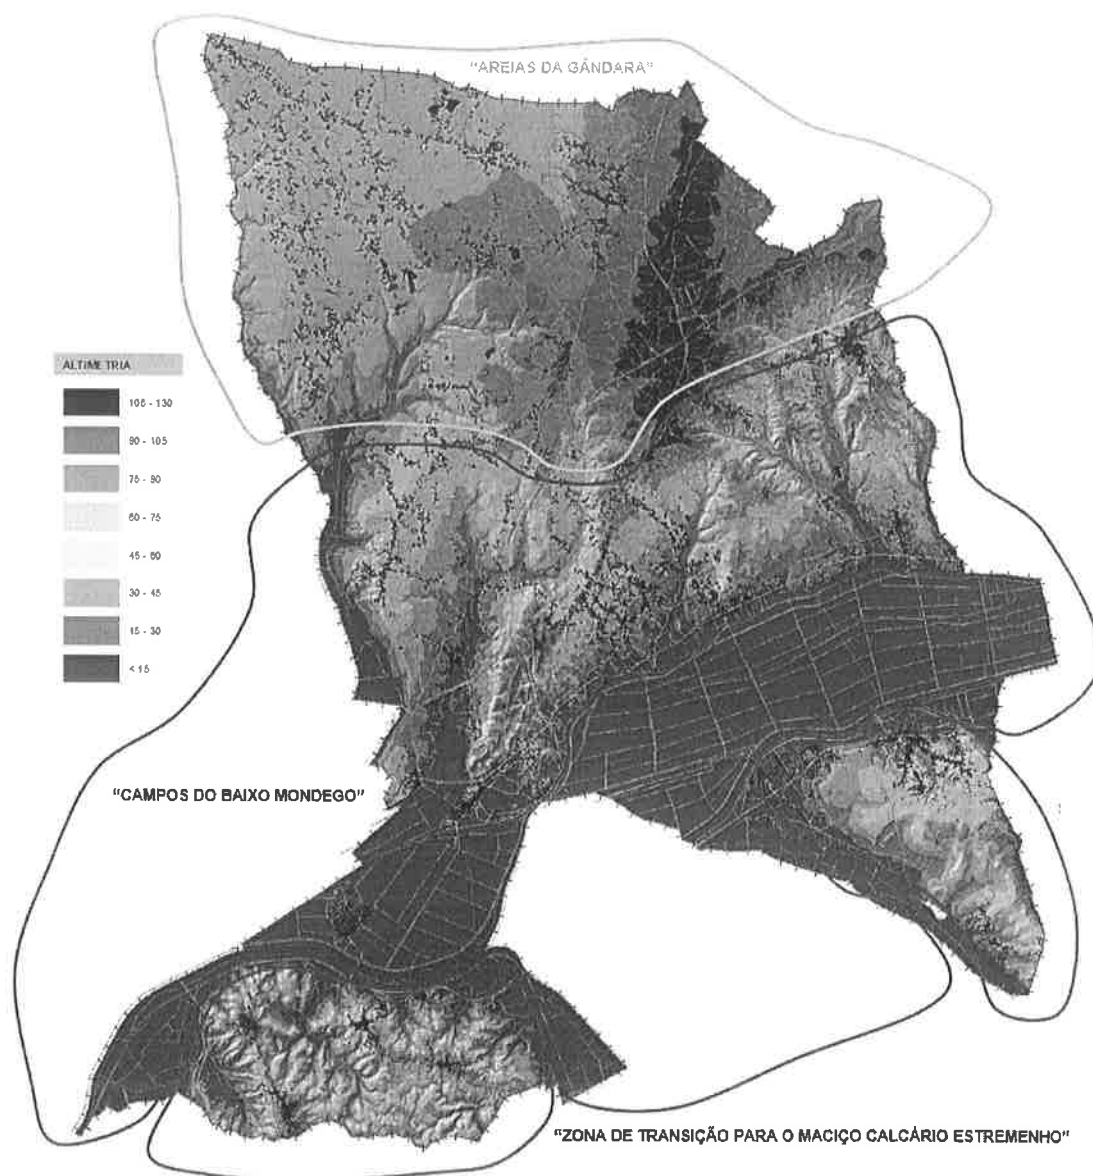 "AREIAS DA GÂNDARA"
ALTIMETRIA
105 - 130
90 - 105
75 - 90
60 - 75
45 - 60
30 - 45
15 - 30
< 15
"CAMPOS DO BAIXO MONDEGO"
"ZONA DE TRANSIÇÃO PARA O MACIÇO CALCÁRIO ESTREMENHO"